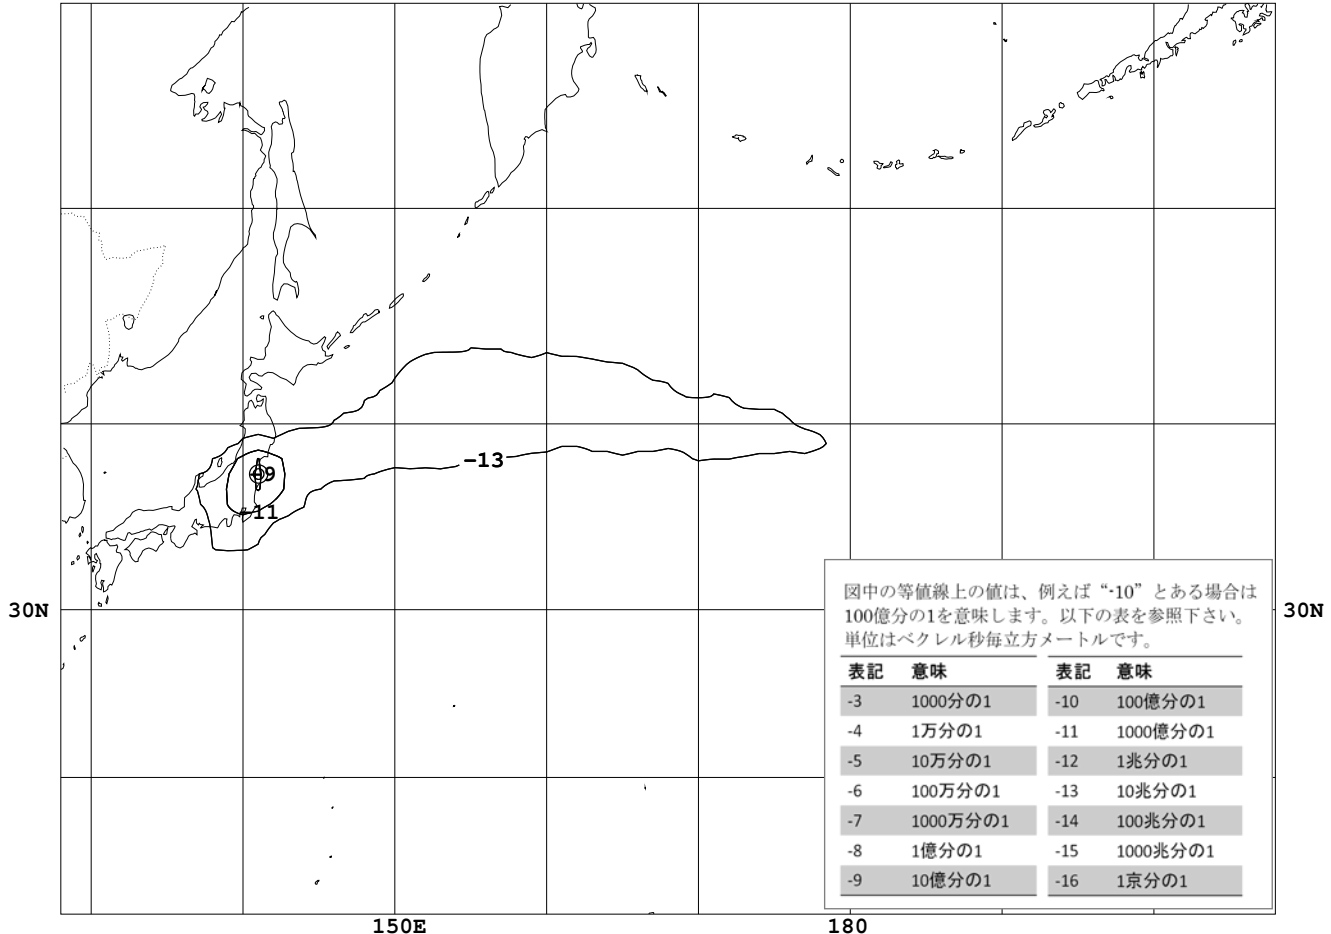 -13
-9
-11
30N
30N
図中の等値線上の値は、例えば“-10”とある場合は
100億分の1を意味します。以下の表を参照下さい。
単位はベクレル秒毎立方メートルです。
表記 意味 表記 意味
-3 1000分の1 -10 100億分の1
-4 1万分の1 -11 1000億分の1
-5 10万分の1 -12 1兆分の1
-6 100万分の1 -13 10兆分の1
-7 1000万分の1 -14 100兆分の1
-8 1億分の1 -15 1000兆分の1
-9 10億分の1 -16 1京分の1
150E 180